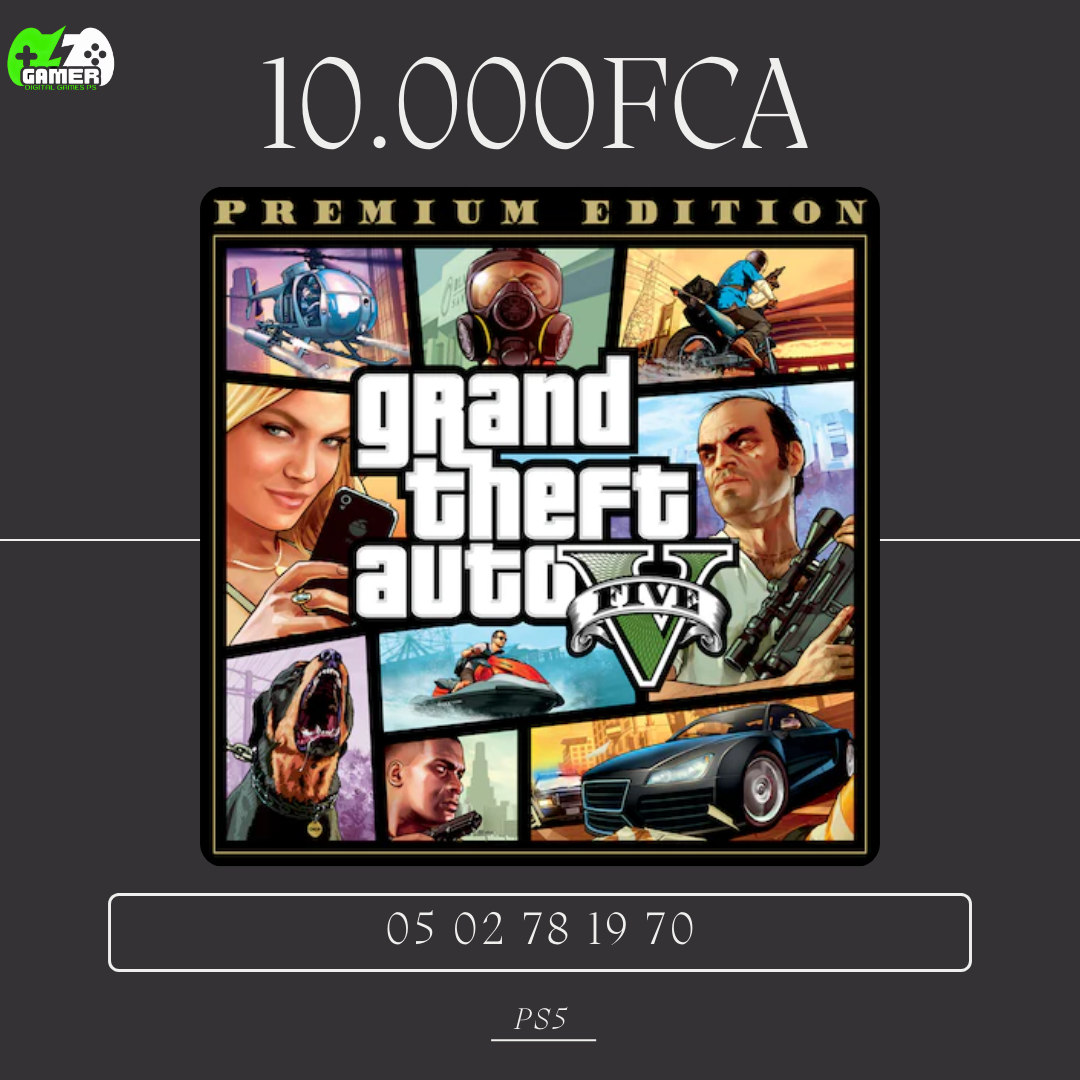 GAMER
DIGITAL GAMES PS
10.000FCA
PREMIUM EDITION
grand
theft
auto V
FIVE
05 02 78 19 70
PS5